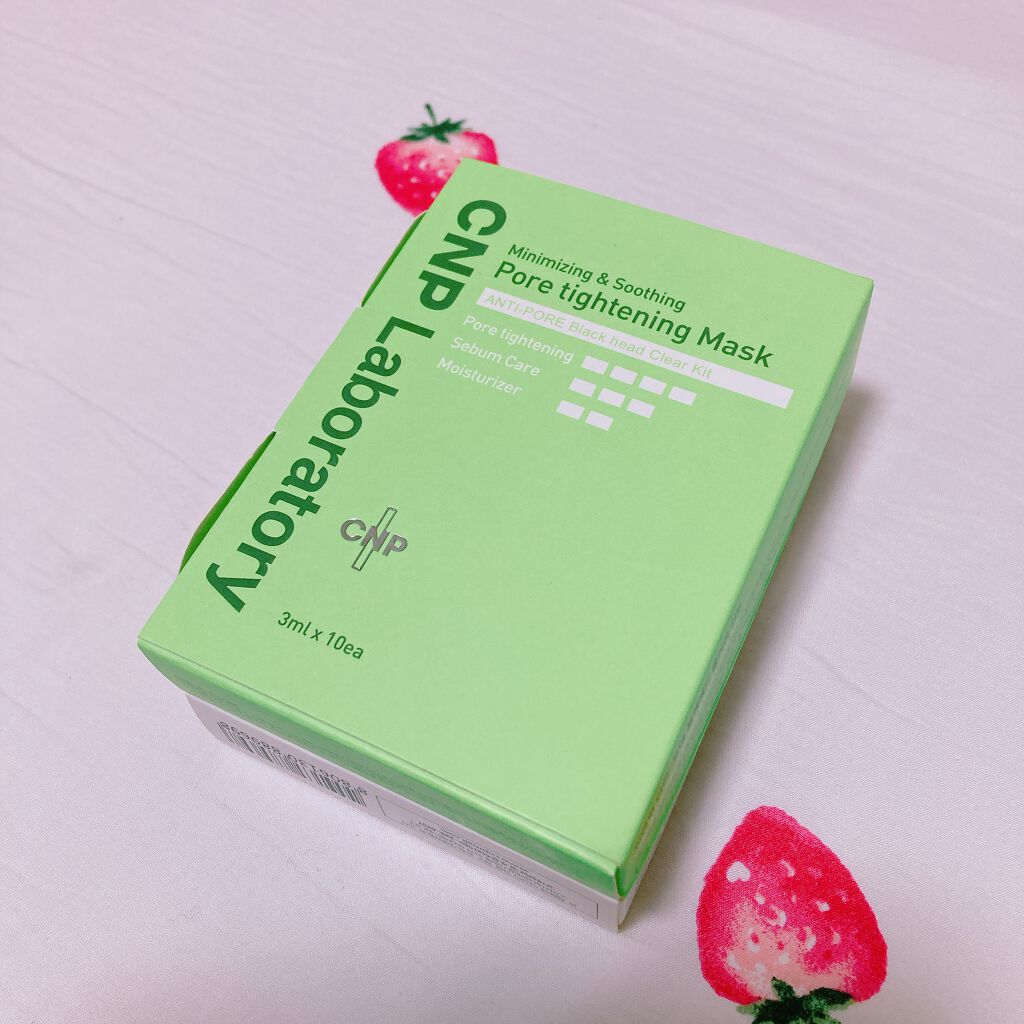 CNP Laboratory
Minimizing & Soothing
Pore tightening Mask
ANTI-PORE Black head Clear Kit
Pore tightening
Sebum Care
Moisturizer
CNP
3ml x 10ea